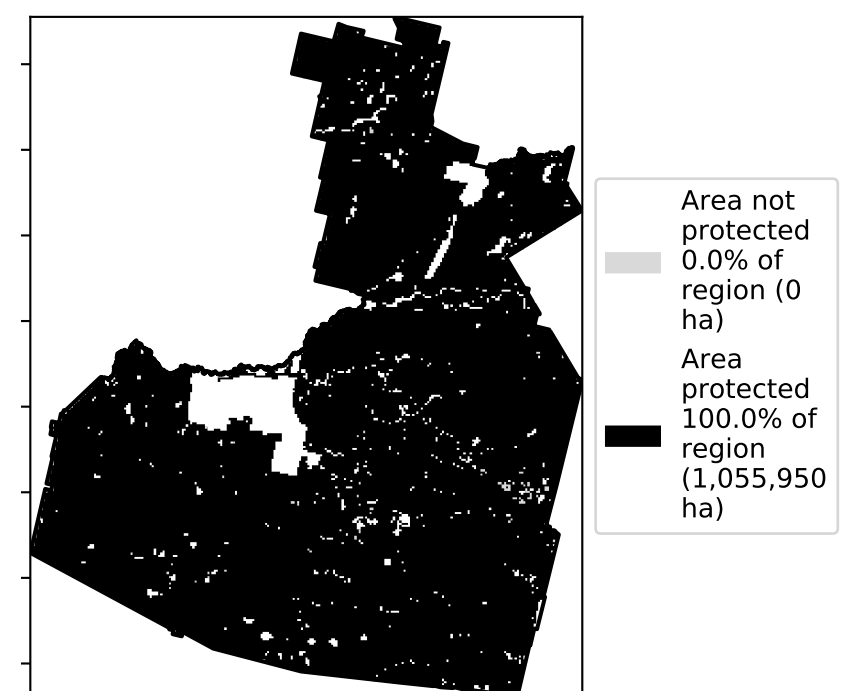 Area not
protected
0.0% of
region (0
ha)
Area
protected
100.0% of
region
(1,055,950
ha)